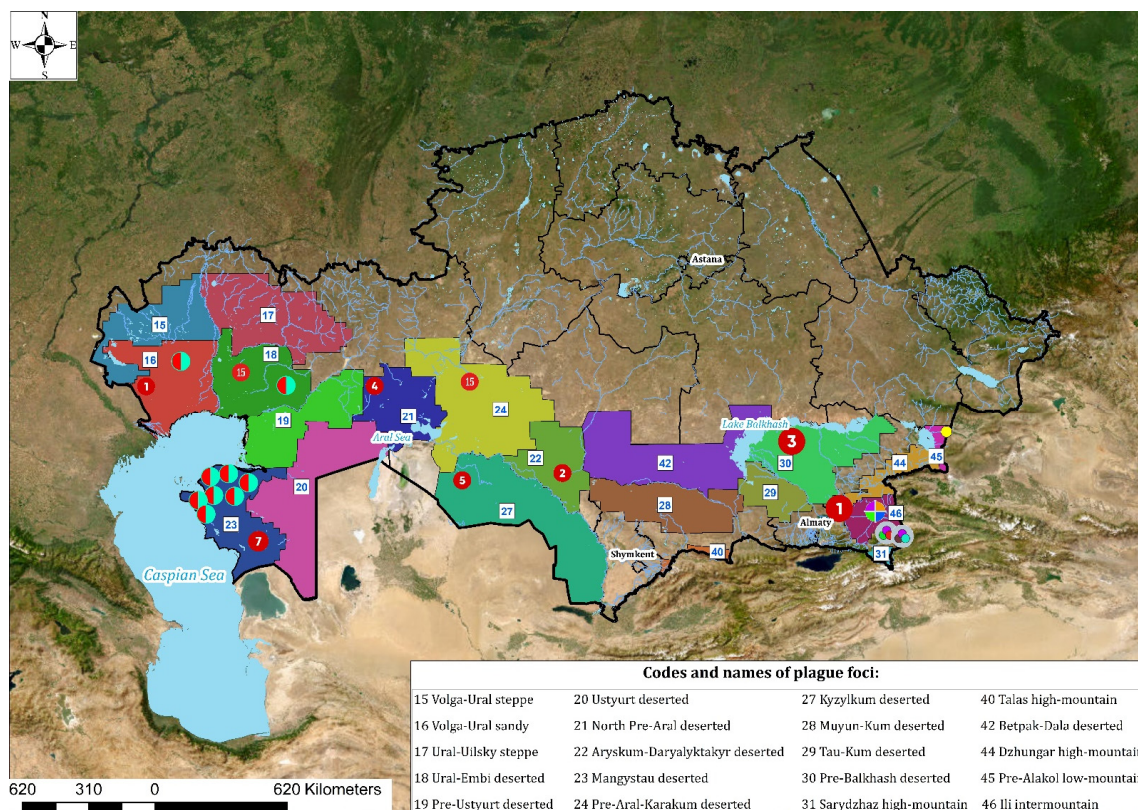 N
W E
S
Astana
15
17
16
18
15
1
4
15
24
21
Lake Balkhash
3
19
Aral Sea
30
44
45
20
22
2
42
5
29
1
46
23
27
28
Almaty
7
Shymkent
40
31
Caspian Sea
Codes and names of plague foci:
15 Volga-Ural steppe 20 Ustyurt deserted 27 Kyzylkum deserted 40 Talas high-mountain
16 Volga-Ural sandy 21 North Pre-Aral deserted 28 Muyun-Kum deserted 42 Betpak-Dala deserted
17 Ural-Uilsky steppe 22 Aryskum-Daryalyktakyr deserted 29 Tau-Kum deserted 44 Dzhungar high-mountain
18 Ural-Embi deserted 23 Mangystau deserted 30 Pre-Balkhash deserted 45 Pre-Alakol low-mountain
19 Pre-Ustyurt deserted 24 Pre-Aral-Karakum deserted 31 Sarydzhaz high-mountain 46 Ili intermountain
620 310 0 620 Kilometers